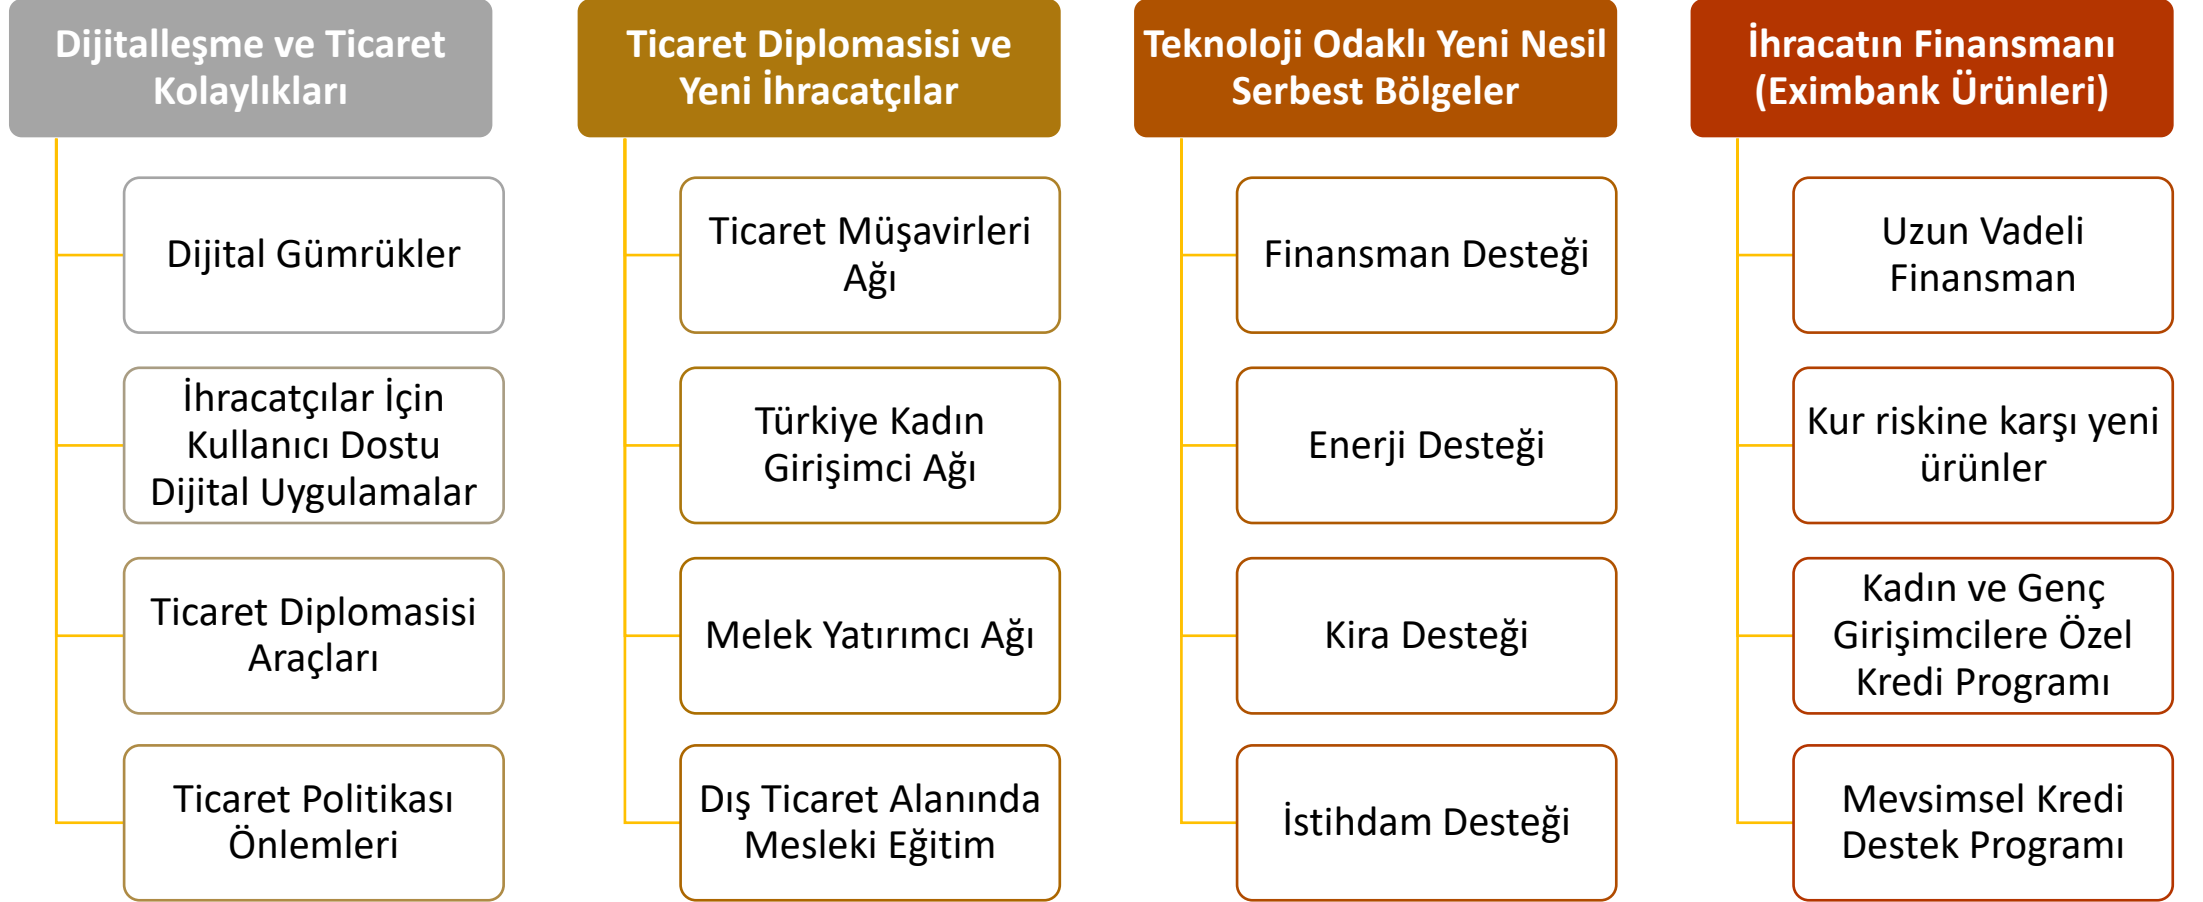 Dijitalleşme ve Ticaret
Kolaylıkları
Dijital Gümrükler
İhracatçılar İçin
Kullanıcı Dostu
Dijital Uygulamalar
Ticaret Diplomasisi
Araçları
Ticaret Politikası
Önlemleri
Ticaret Diplomasisi ve
Yeni İhracatçılar
Ticaret Müşavirleri
Ağı
Türkiye Kadın
Girişimci Ağı
Melek Yatırımcı Ağı
Dış Ticaret Alanında
Mesleki Eğitim
Teknoloji Odaklı Yeni Nesil
Serbest Bölgeler
Finansman Desteği
Enerji Desteği
Kira Desteği
İstihdam Desteği
İhracatın Finansmanı
(Eximbank Ürünleri)
Uzun Vadeli
Finansman
Kur riskine karşı yeni
ürünler
Kadın ve Genç
Girişimcilere Özel
Kredi Programı
Mevsimsel Kredi
Destek Programı